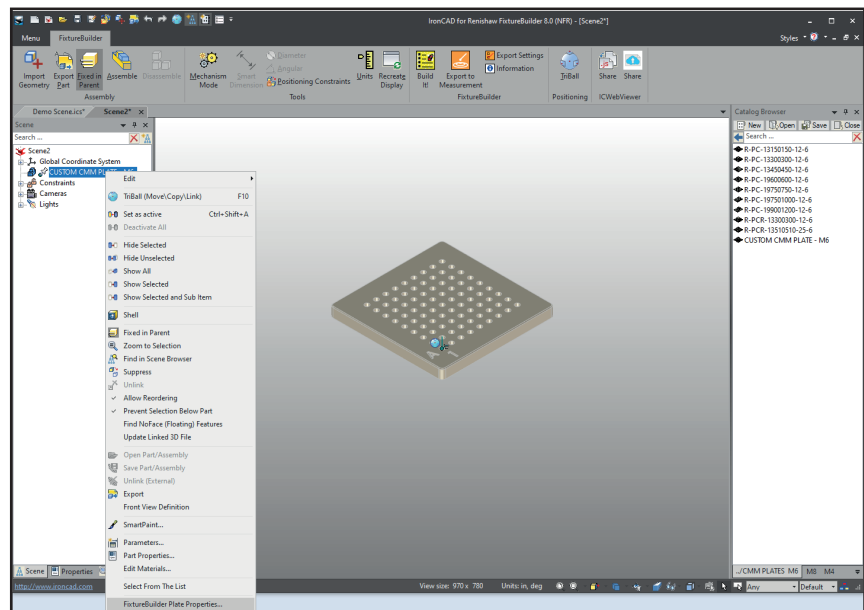 IronCAD for Renishaw FixtureBuilder 8.0 (NFR) - [Scene2*]
Menu FixtureBuilder Styles
Import Geometry
Export Part
Fixed in Parent
Assemble
Disassemble
Assembly
Mechanism Mode
Smart Dimension
Diameter
Angular
Positioning Constraints
Units
Recreate Display
Tools
Build It!
Export to Measurement
Export Settings
Information
FixtureBuilder
TriBall
Positioning
Share Share
ICWebViewer
Demo Scene.ics* Scene2* x
Scene
Search ...
Scene2
Global Coordinate System
CUSTOM CMM PLATE - M6
Constraints
Cameras
Lights
Edit
TriBall (Move\Copy\Link) F10
Set as active Ctrl+Shift+A
Deactivate All
Hide Selected
Hide Unselected
Show All
Show Selected
Show Selected and Sub Item
Shell
Fixed in Parent
Zoom to Selection
Find in Scene Browser
Suppress
Unlink
Allow Reordering
Prevent Selection Below Part
Find NoFace (Floating) Features
Update Linked 3D File
Open Part/Assembly
Save Part/Assembly
Unlink (External)
Export
Front View Definition
SmartPaint...
Parameters...
Part Properties...
Edit Materials...
Select From The List
FixtureBuilder Plate Properties...
A 1
Catalog Browser
New Open Save Close
Search ...
R-PC-13150150-12-6
R-PC-13300300-12-6
R-PC-13450450-12-6
R-PC-19600600-12-6
R-PC-19750750-12-6
R-PC-197501000-12-6
R-PC-199001200-12-6
R-PCR-13300300-12-6
R-PCR-13510510-25-6
CUSTOM CMM PLATE - M6
../CMM PLATES M6 M8 M4
Scene Properties
http://www.ironcad.com
View size: 970 x 780 Units: in, deg
Any Default